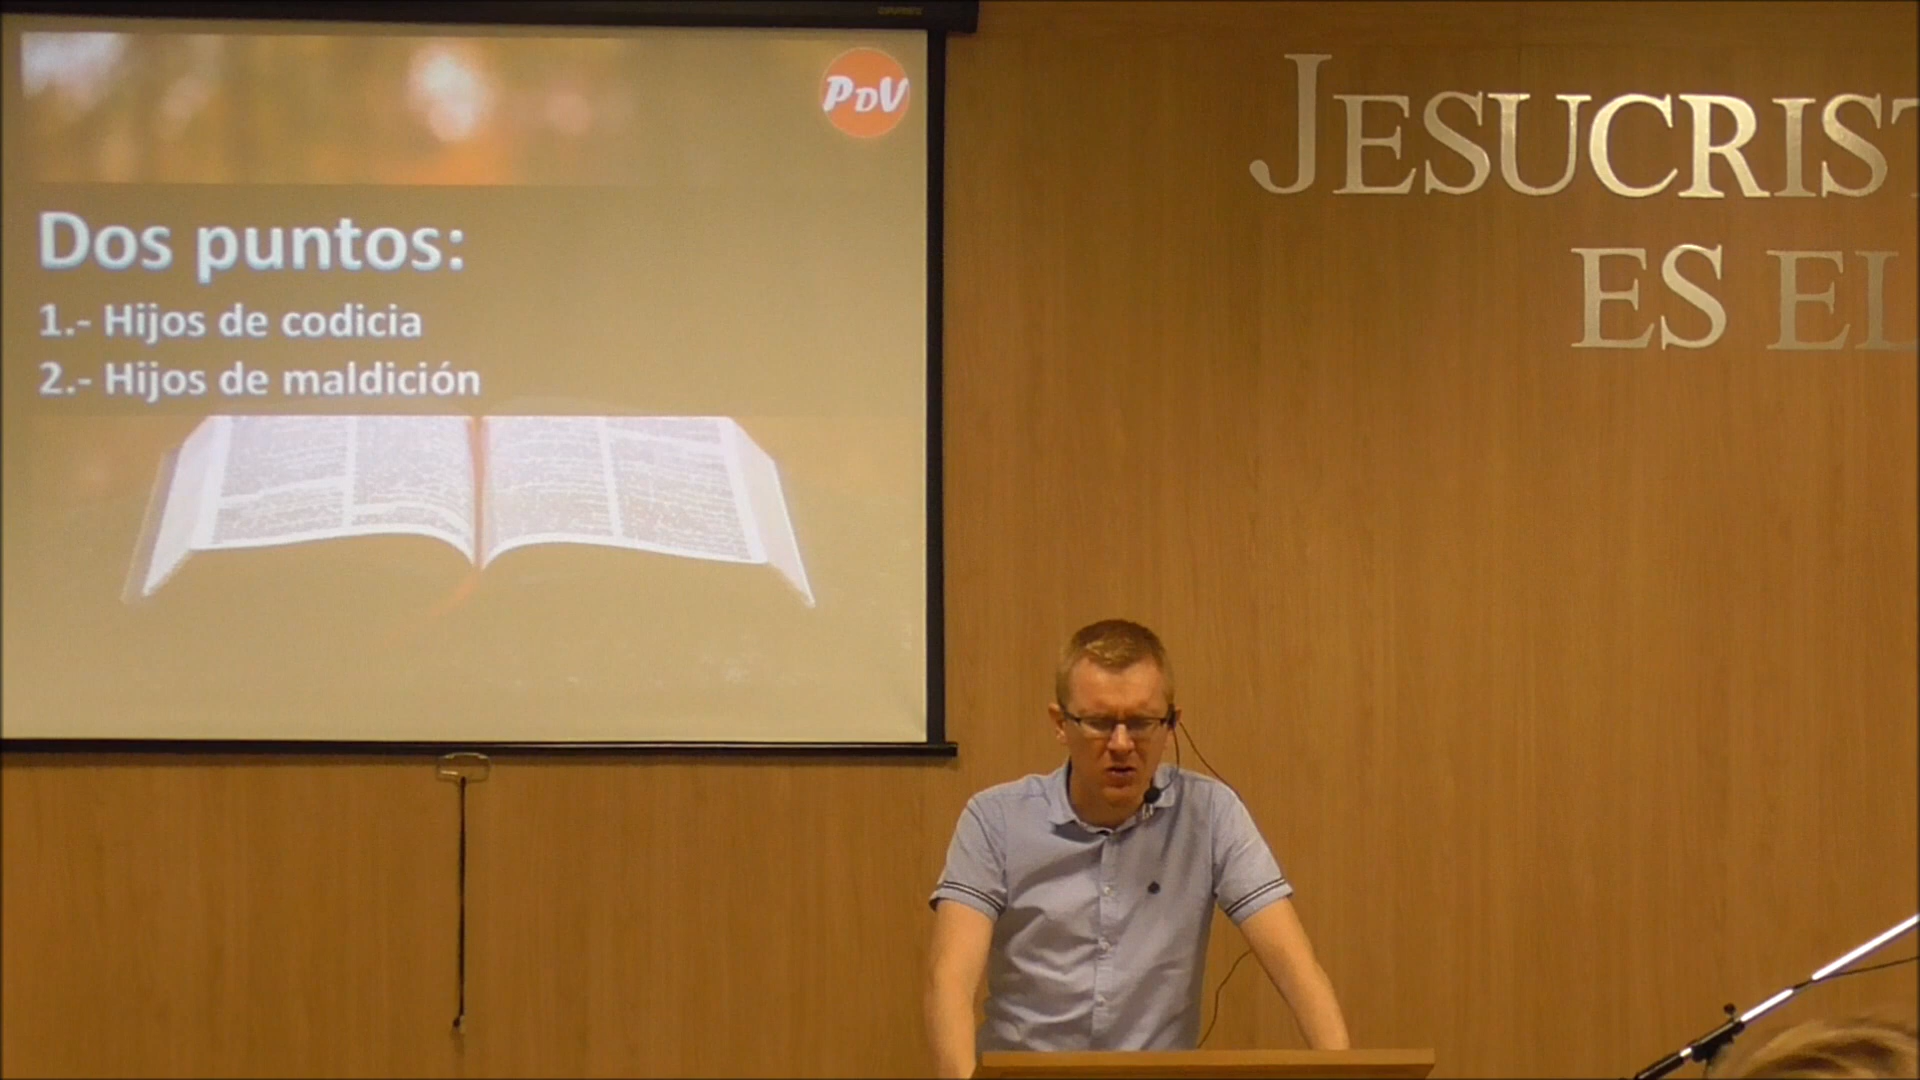 PDV
Dos puntos:
1.- Hijos de codicia
2.- Hijos de maldición
JESUCRIST
ES EL